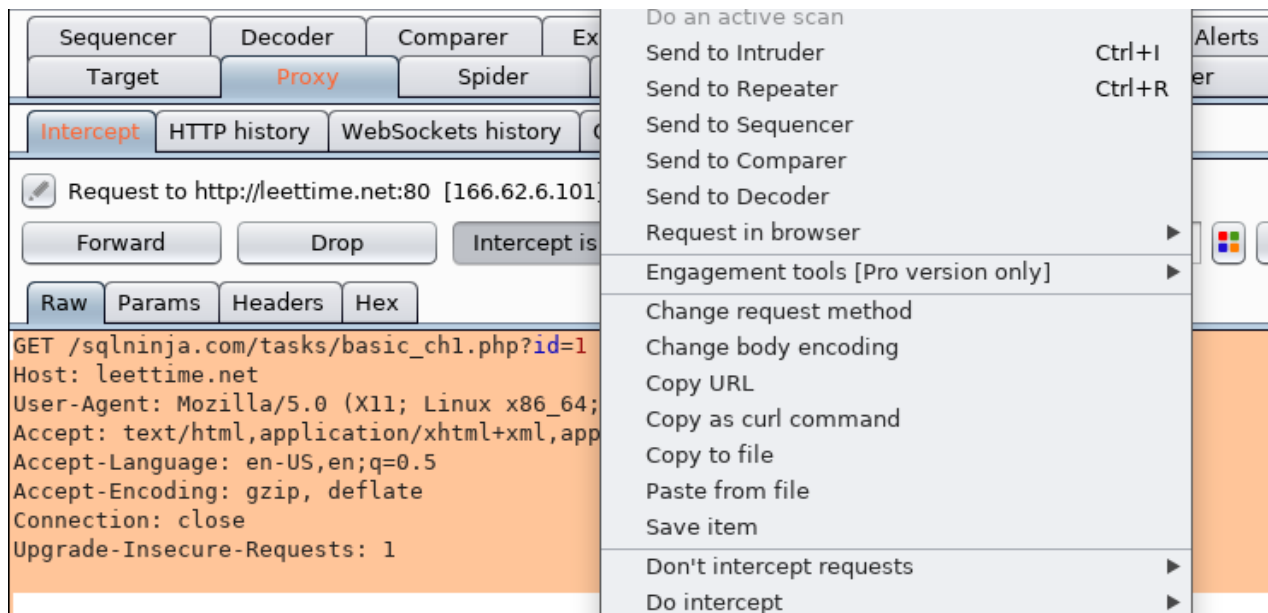 Sequencer Decoder Comparer Ex Alerts
Target Proxy Spider er
Intercept HTTP history WebSockets history
Request to http://leettime.net:80 [166.62.6.101]
Forward Drop Intercept is
Raw Params Headers Hex
GET /sqlninja.com/tasks/basic_ch1.php?id=1
Host: leettime.net
User-Agent: Mozilla/5.0 (X11; Linux x86_64;
Accept: text/html,application/xhtml+xml,app
Accept-Language: en-US,en;q=0.5
Accept-Encoding: gzip, deflate
Connection: close
Upgrade-Insecure-Requests: 1
Do an active scan
Send to Intruder Ctrl+I
Send to Repeater Ctrl+R
Send to Sequencer
Send to Comparer
Send to Decoder
Request in browser
Engagement tools [Pro version only]
Change request method
Change body encoding
Copy URL
Copy as curl command
Copy to file
Paste from file
Save item
Don't intercept requests
Do intercept